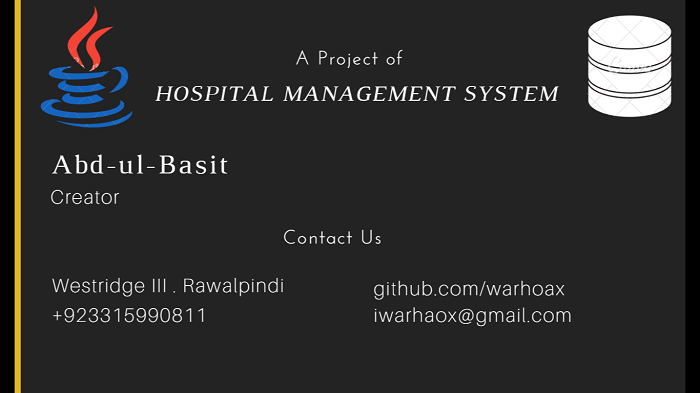 A Project of
HOSPITAL MANAGEMENT SYSTEM
Abd-ul-Basit
Creator
Contact Us
Westridge III . Rawalpindi
+923315990811
github.com/warhoax
iwarhaox@gmail.com